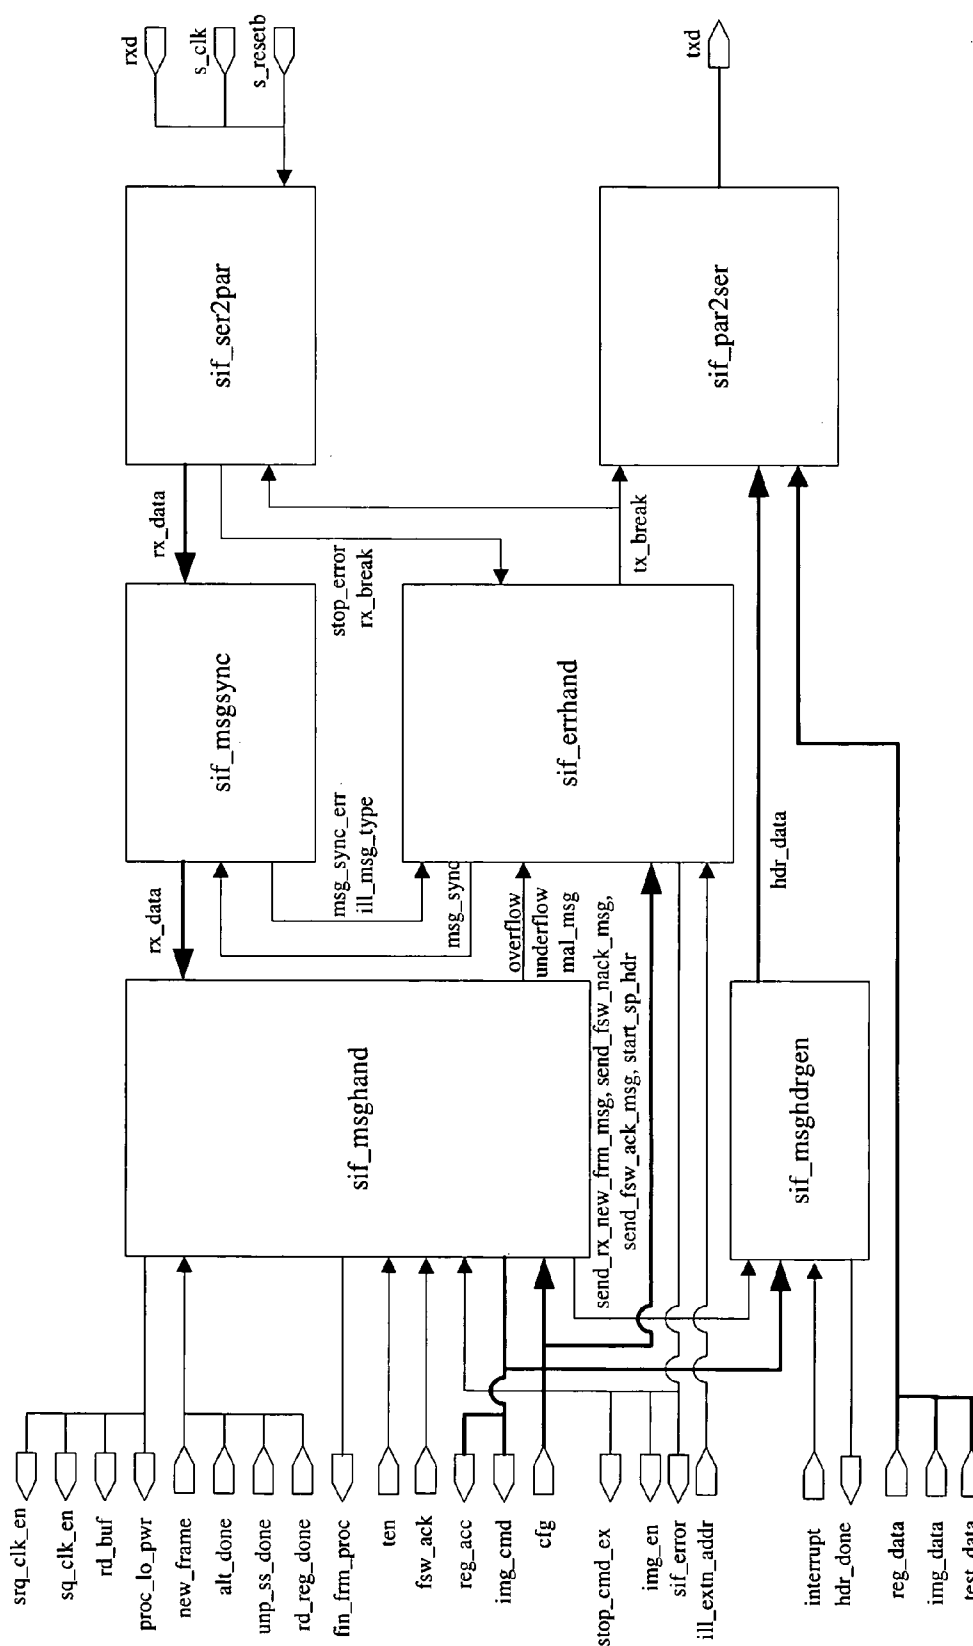 rxd
s_clk
s_resetb
txd
sif_ser2par
sif_par2ser
rx_data
stop_error
rx_break
tx_break
sif_msgsync
sif_errhand
rx_data
msg_sync_err
ill_msg_type
msg_sync
overflow
underflow
mal_msg
hdr_data
sif_msghand
send_rx_new_frm_msg, send_fsw_nack_msg,
send_fsw_ack_msg, start_sp_hdr
sif_msghdrgen
srq_clk_en
sq_clk_en
rd_buf
proc_lo_pwr
new_frame
alt_done
unp_ss_done
rd_reg_done
fin_frm_proc
ten
fsw_ack
reg_acc
img_cmd
cfg
stop_cmd_ex
img_en
sif_error
ill_extn_addr
interrupt
hdr_done
reg_data
img_data
test_data